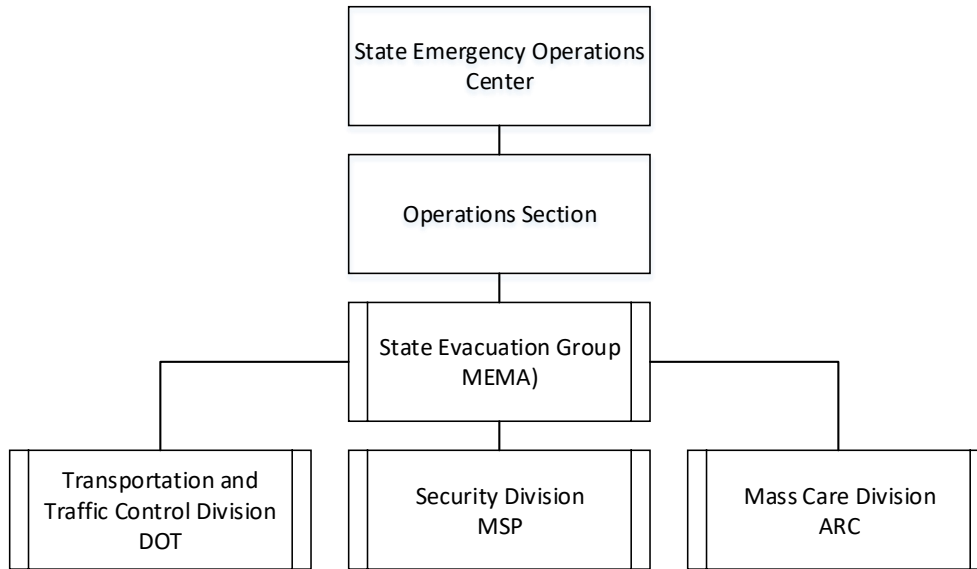 State Emergency Operations
Center
Operations Section
State Evacuation Group
MEMA)
Transportation and
Traffic Control Division
DOT
Security Division
MSP
Mass Care Division
ARC